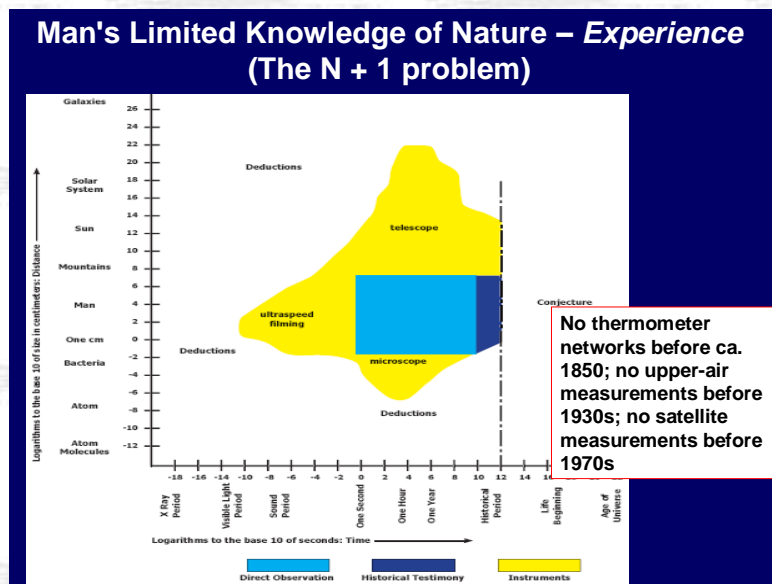 Man's Limited Knowledge of Nature – Experience
(The N + 1 problem)
Galaxies
Solar
System
Sun
Mountains
Man
One cm
Bacteria
Atom
Atom
Molecules
Logarithms to the base 10 of size in centimeters: Distance
26
24
22
20
18
16
14
12
10
8
6
4
2
0
-2
-4
-6
-8
-10
-12
Deductions
telescope
ultraspeed
filming
Conjecture
Deductions
microscope
Deductions
No thermometer
networks before ca.
1850; no upper-air
measurements before
1930s; no satellite
measurements before
1970s
-18 -16 -14 -12 -10 -8 -6 -4 -2 0 2 4 6 8 10 12 14 16
X Ray
Period
Visible Light
Period
Sound
Period
One Second
One Hour
One Year
Historical
Period
Life
Beginning
Age of
Universe
Logarithms to the base 10 of seconds: Time
Direct Observation Historical Testimony Instruments